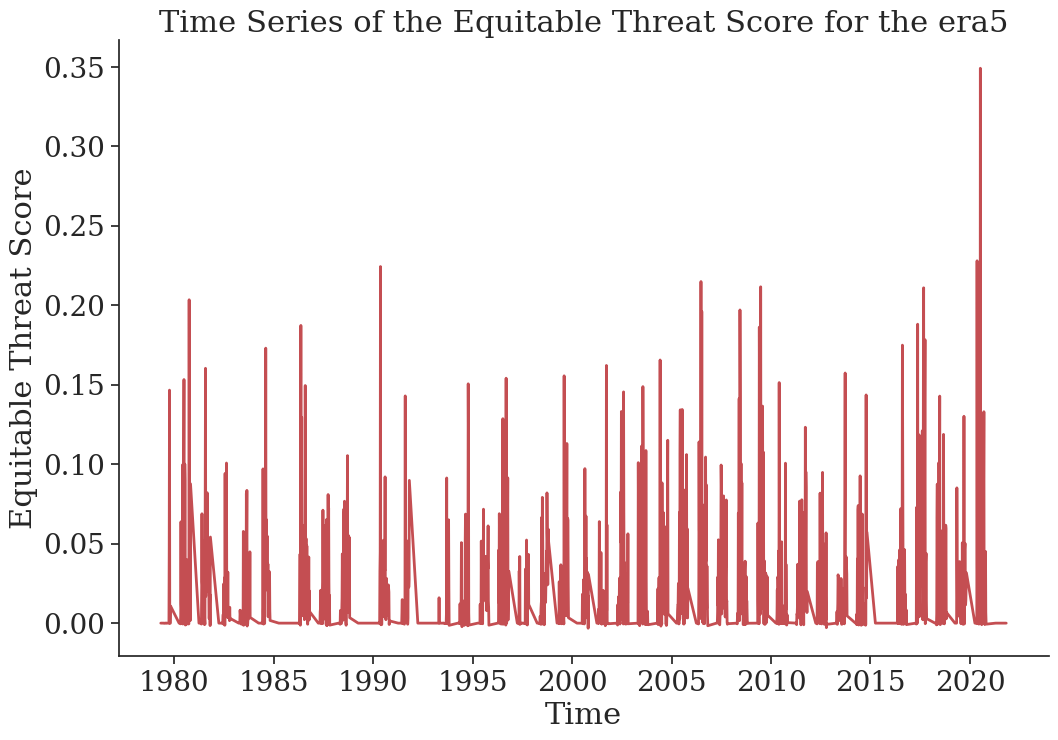 Time Series of the Equitable Threat Score for the era5
Equitable Threat Score
0.35
0.30
0.25
0.20
0.15
0.10
0.05
0.00
1980 1985 1990 1995 2000 2005 2010 2015 2020
Time